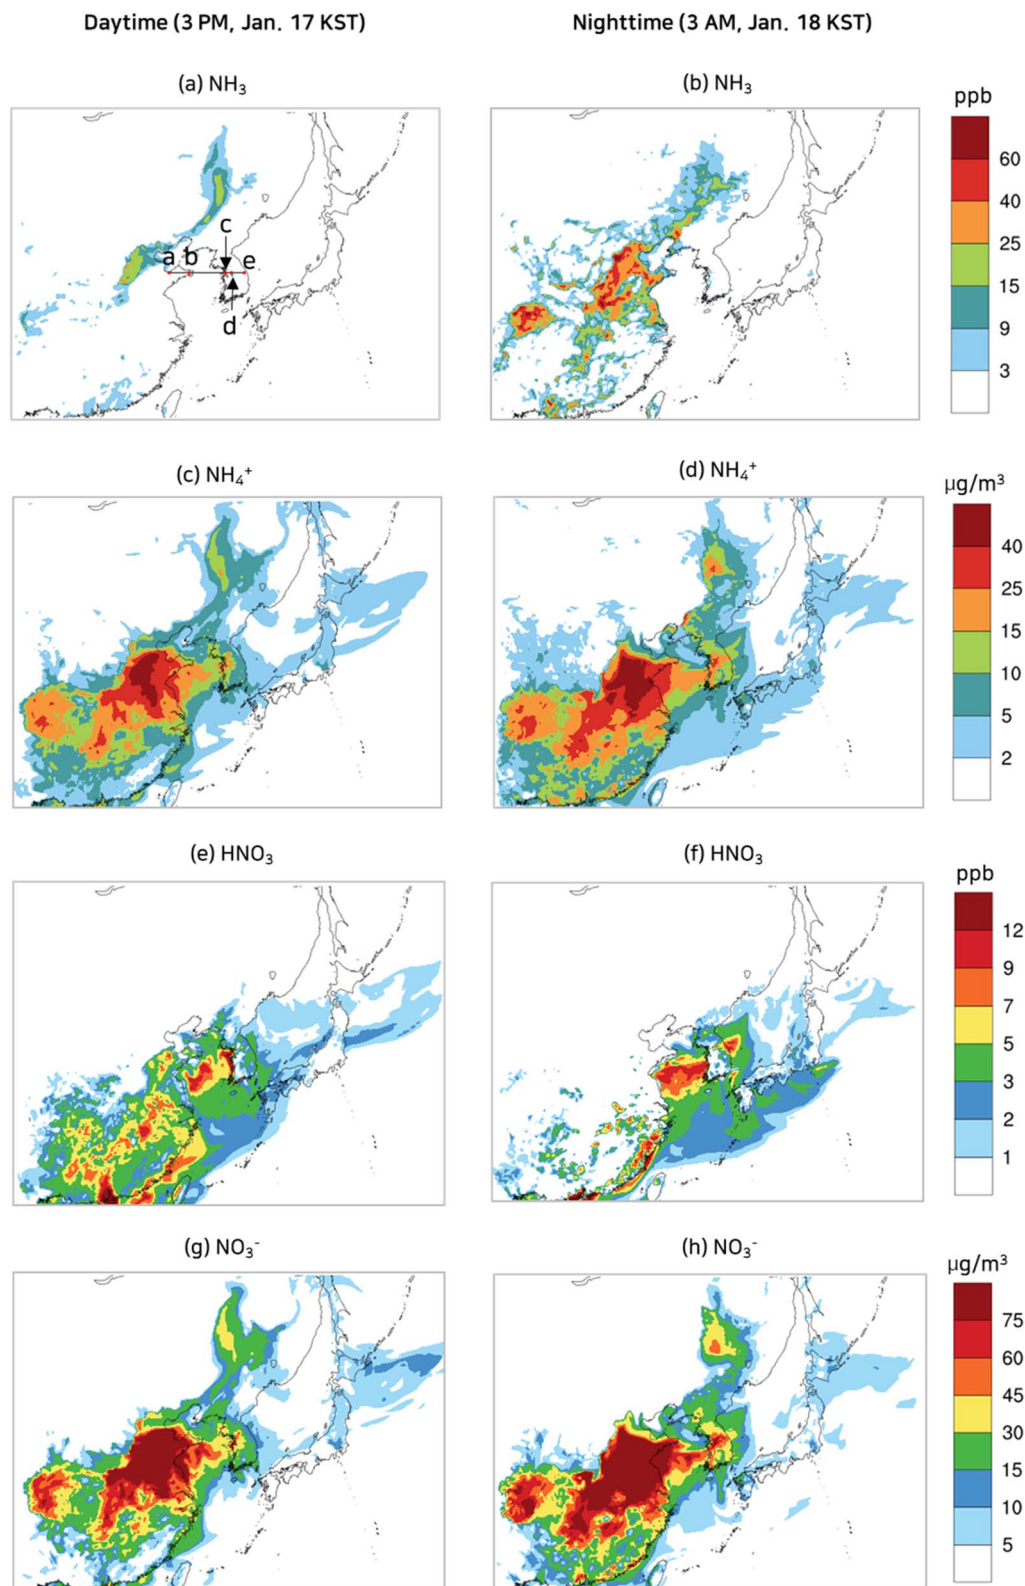 Daytime (3 PM, Jan. 17 KST) Nighttime (3 AM, Jan. 18 KST)
(a) NH₃ (b) NH₃
ppb
60
40
25
15
9
3
a b c d e
(c) NH₄⁺ (d) NH₄⁺
µg/m³
40
25
15
10
5
2
(e) HNO₃ (f) HNO₃
ppb
12
9
7
5
3
2
1
(g) NO₃⁻ (h) NO₃⁻
µg/m³
75
60
45
30
15
10
5